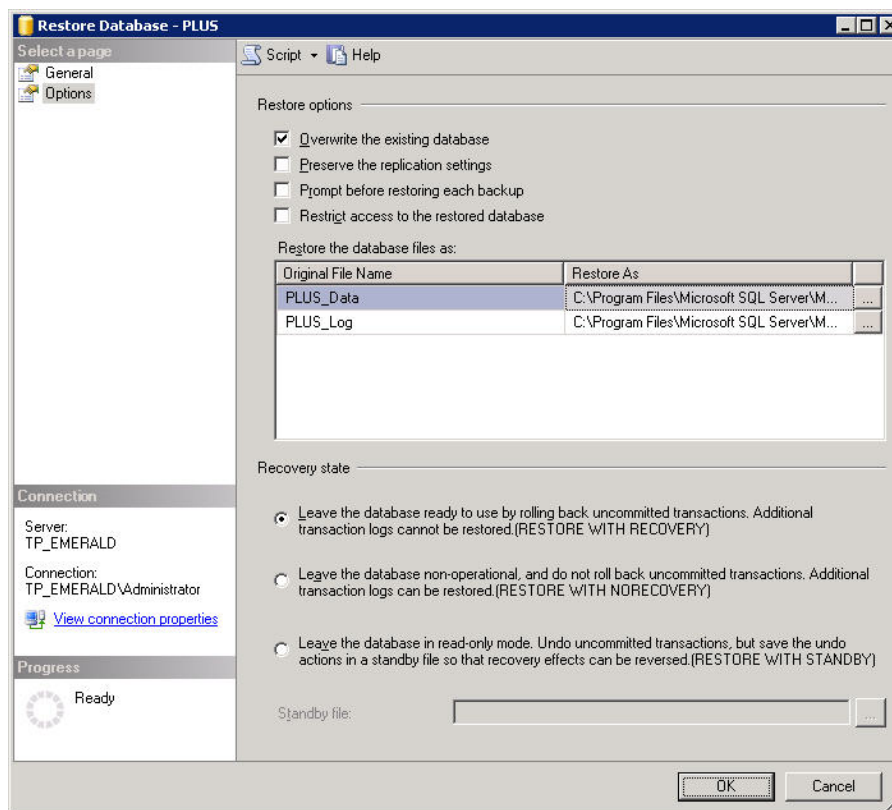 Restore Database - PLUS
Select a page
General
Options
Script
Help
Restore options
Overwrite the existing database
Preserve the replication settings
Prompt before restoring each backup
Restrict access to the restored database
Restore the database files as:
Original File Name Restore As
PLUS_Data C:\Program Files\Microsoft SQL Server\M... ...
PLUS_Log C:\Program Files\Microsoft SQL Server\M... ...
Recovery state
Leave the database ready to use by rolling back uncommitted transactions. Additional
transaction logs cannot be restored.(RESTORE WITH RECOVERY)
Leave the database non-operational, and do not roll back uncommitted transactions. Additional
transaction logs can be restored.(RESTORE WITH NORECOVERY)
Leave the database in read-only mode. Undo uncommitted transactions, but save the undo
actions in a standby file so that recovery effects can be reversed.(RESTORE WITH STANDBY)
Standby file: ...
Connection
Server:
TP_EMERALD
Connection:
TP_EMERALD\Administrator
View connection properties
Progress
Ready
OK Cancel